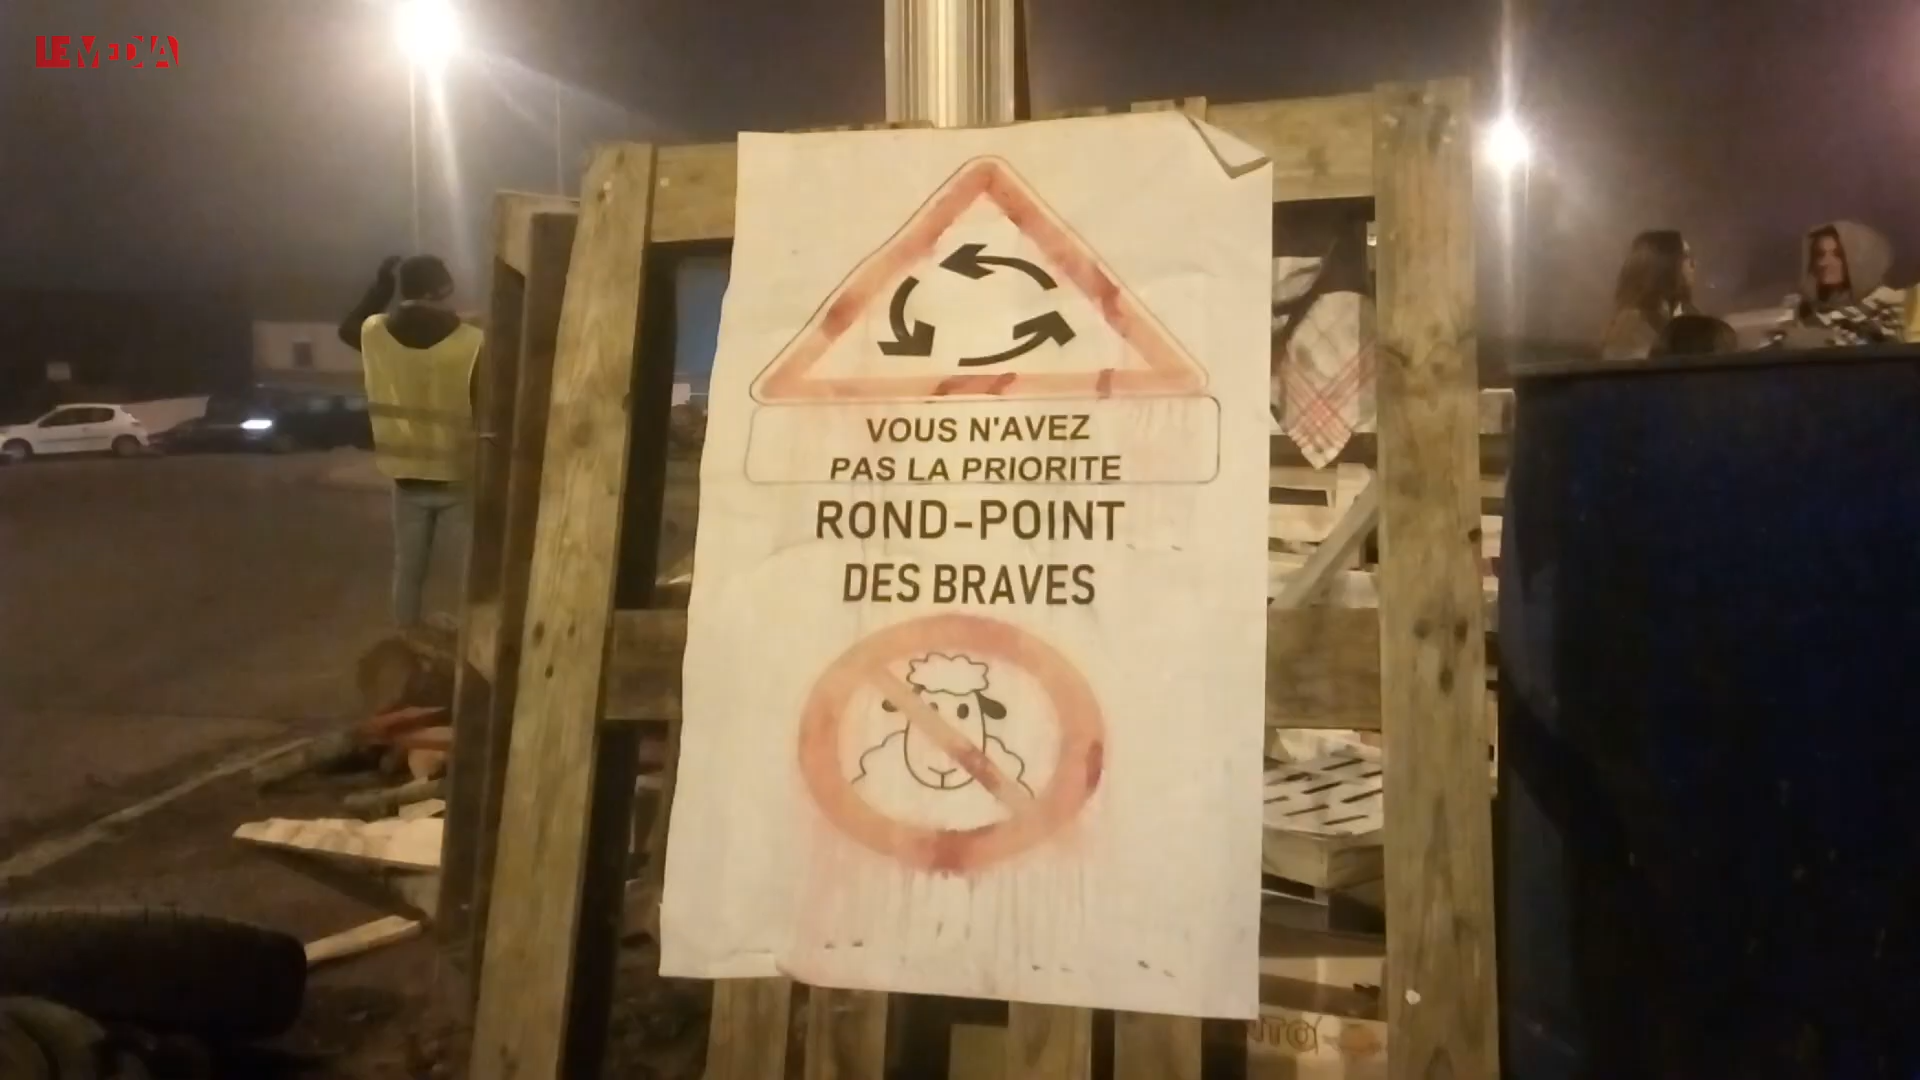 LE MEDIA
VOUS N'AVEZ
PAS LA PRIORITE
ROND-POINT
DES BRAVES